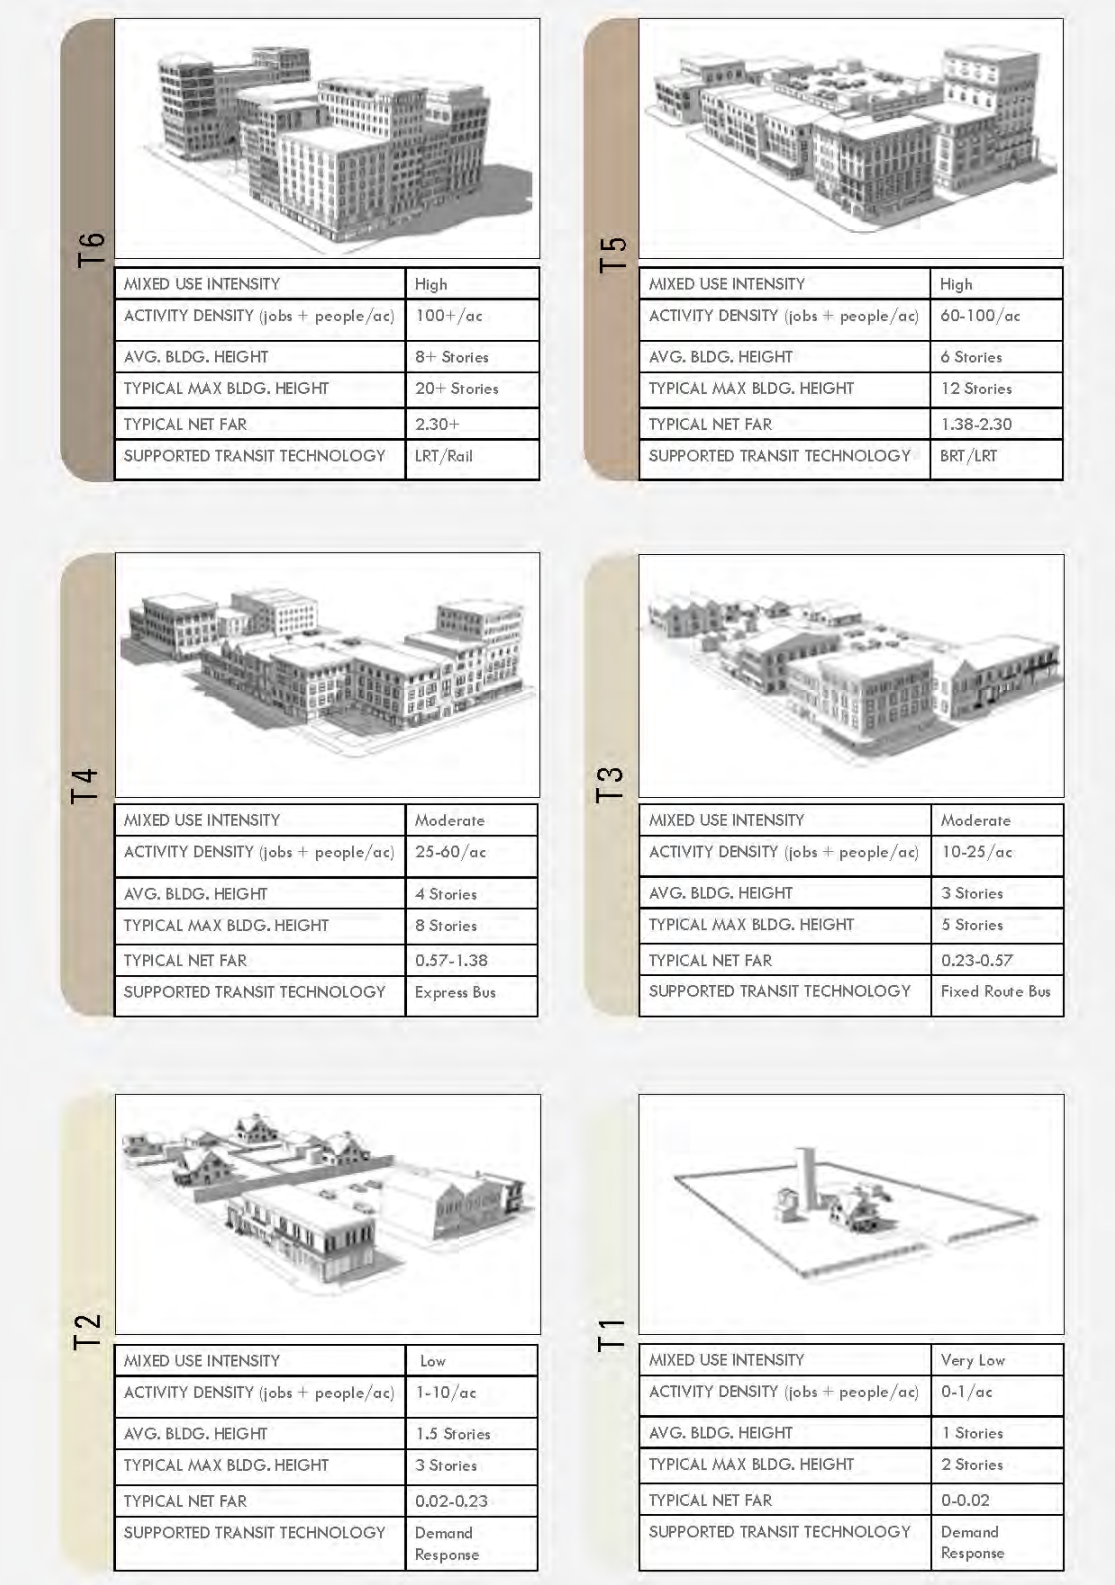 T6
MIXED USE INTENSITY High
ACTIVITY DENSITY (jobs + people/ac) 100+/ac
AVG. BLDG. HEIGHT 8+ Stories
TYPICAL MAX BLDG. HEIGHT 20+ Stories
TYPICAL NET FAR 2.30+
SUPPORTED TRANSIT TECHNOLOGY LRT/Rail
T5
MIXED USE INTENSITY High
ACTIVITY DENSITY (jobs + people/ac) 60-100/ac
AVG. BLDG. HEIGHT 6 Stories
TYPICAL MAX BLDG. HEIGHT 12 Stories
TYPICAL NET FAR 1.38-2.30
SUPPORTED TRANSIT TECHNOLOGY BRT/LRT
T4
MIXED USE INTENSITY Moderate
ACTIVITY DENSITY (jobs + people/ac) 25-60/ac
AVG. BLDG. HEIGHT 4 Stories
TYPICAL MAX BLDG. HEIGHT 8 Stories
TYPICAL NET FAR 0.57-1.38
SUPPORTED TRANSIT TECHNOLOGY Express Bus
T3
MIXED USE INTENSITY Moderate
ACTIVITY DENSITY (jobs + people/ac) 10-25/ac
AVG. BLDG. HEIGHT 3 Stories
TYPICAL MAX BLDG. HEIGHT 5 Stories
TYPICAL NET FAR 0.23-0.57
SUPPORTED TRANSIT TECHNOLOGY Fixed Route Bus
T2
MIXED USE INTENSITY Low
ACTIVITY DENSITY (jobs + people/ac) 1-10/ac
AVG. BLDG. HEIGHT 1.5 Stories
TYPICAL MAX BLDG. HEIGHT 3 Stories
TYPICAL NET FAR 0.02-0.23
SUPPORTED TRANSIT TECHNOLOGY Demand
Response
T1
MIXED USE INTENSITY Very Low
ACTIVITY DENSITY (jobs + people/ac) 0-1/ac
AVG. BLDG. HEIGHT 1 Stories
TYPICAL MAX BLDG. HEIGHT 2 Stories
TYPICAL NET FAR 0-0.02
SUPPORTED TRANSIT TECHNOLOGY Demand
Response